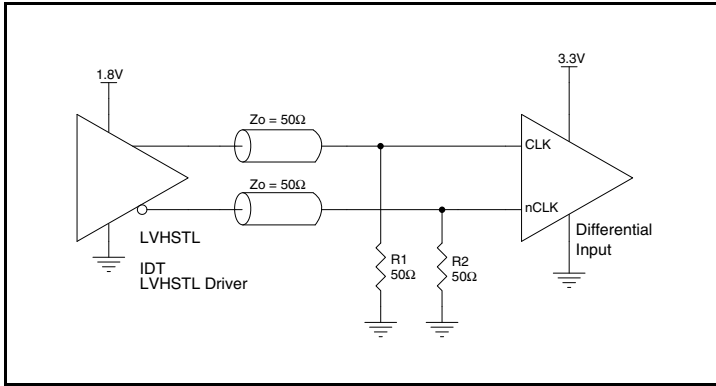 1.8V
3.3V
Zo = 50Ω
CLK
Zo = 50Ω
nCLK
LVHSTL
Differential
Input
IDT
LVHSTL Driver
R1
50Ω
R2
50Ω